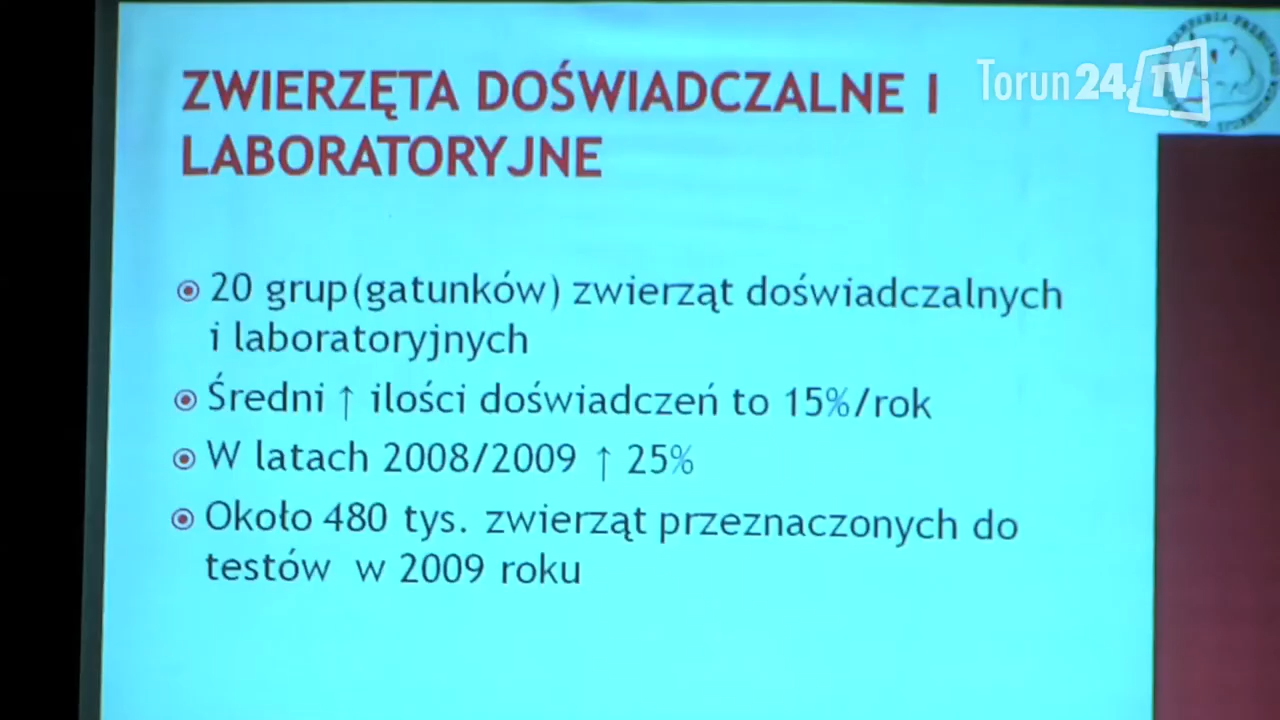 Torun24.TV
ZWIERZĘTA DOŚWIADCZALNE I
LABORATORYJNE
20 grup(gatunków) zwierząt doświadczalnych
i laboratoryjnych
Średni ↑ ilości doświadczeń to 15%/rok
W latach 2008/2009 ↑ 25%
Około 480 tys. zwierząt przeznaczonych do
testów w 2009 roku